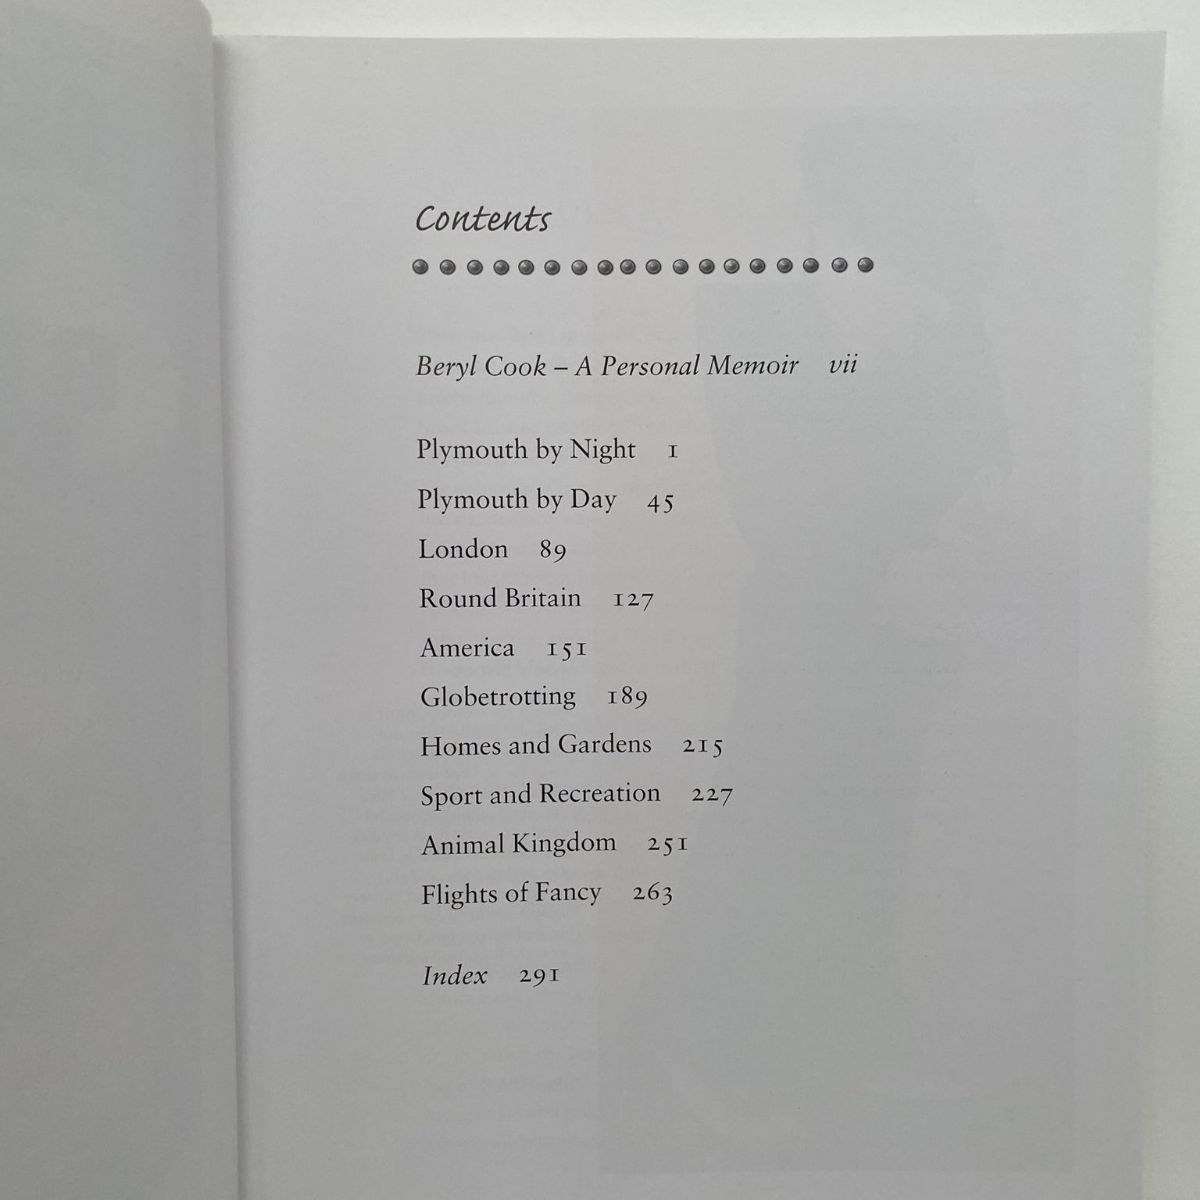 Contents
Beryl Cook – A Personal Memoir vii
Plymouth by Night 1
Plymouth by Day 45
London 89
Round Britain 127
America 151
Globetrotting 189
Homes and Gardens 215
Sport and Recreation 227
Animal Kingdom 251
Flights of Fancy 263
Index 291